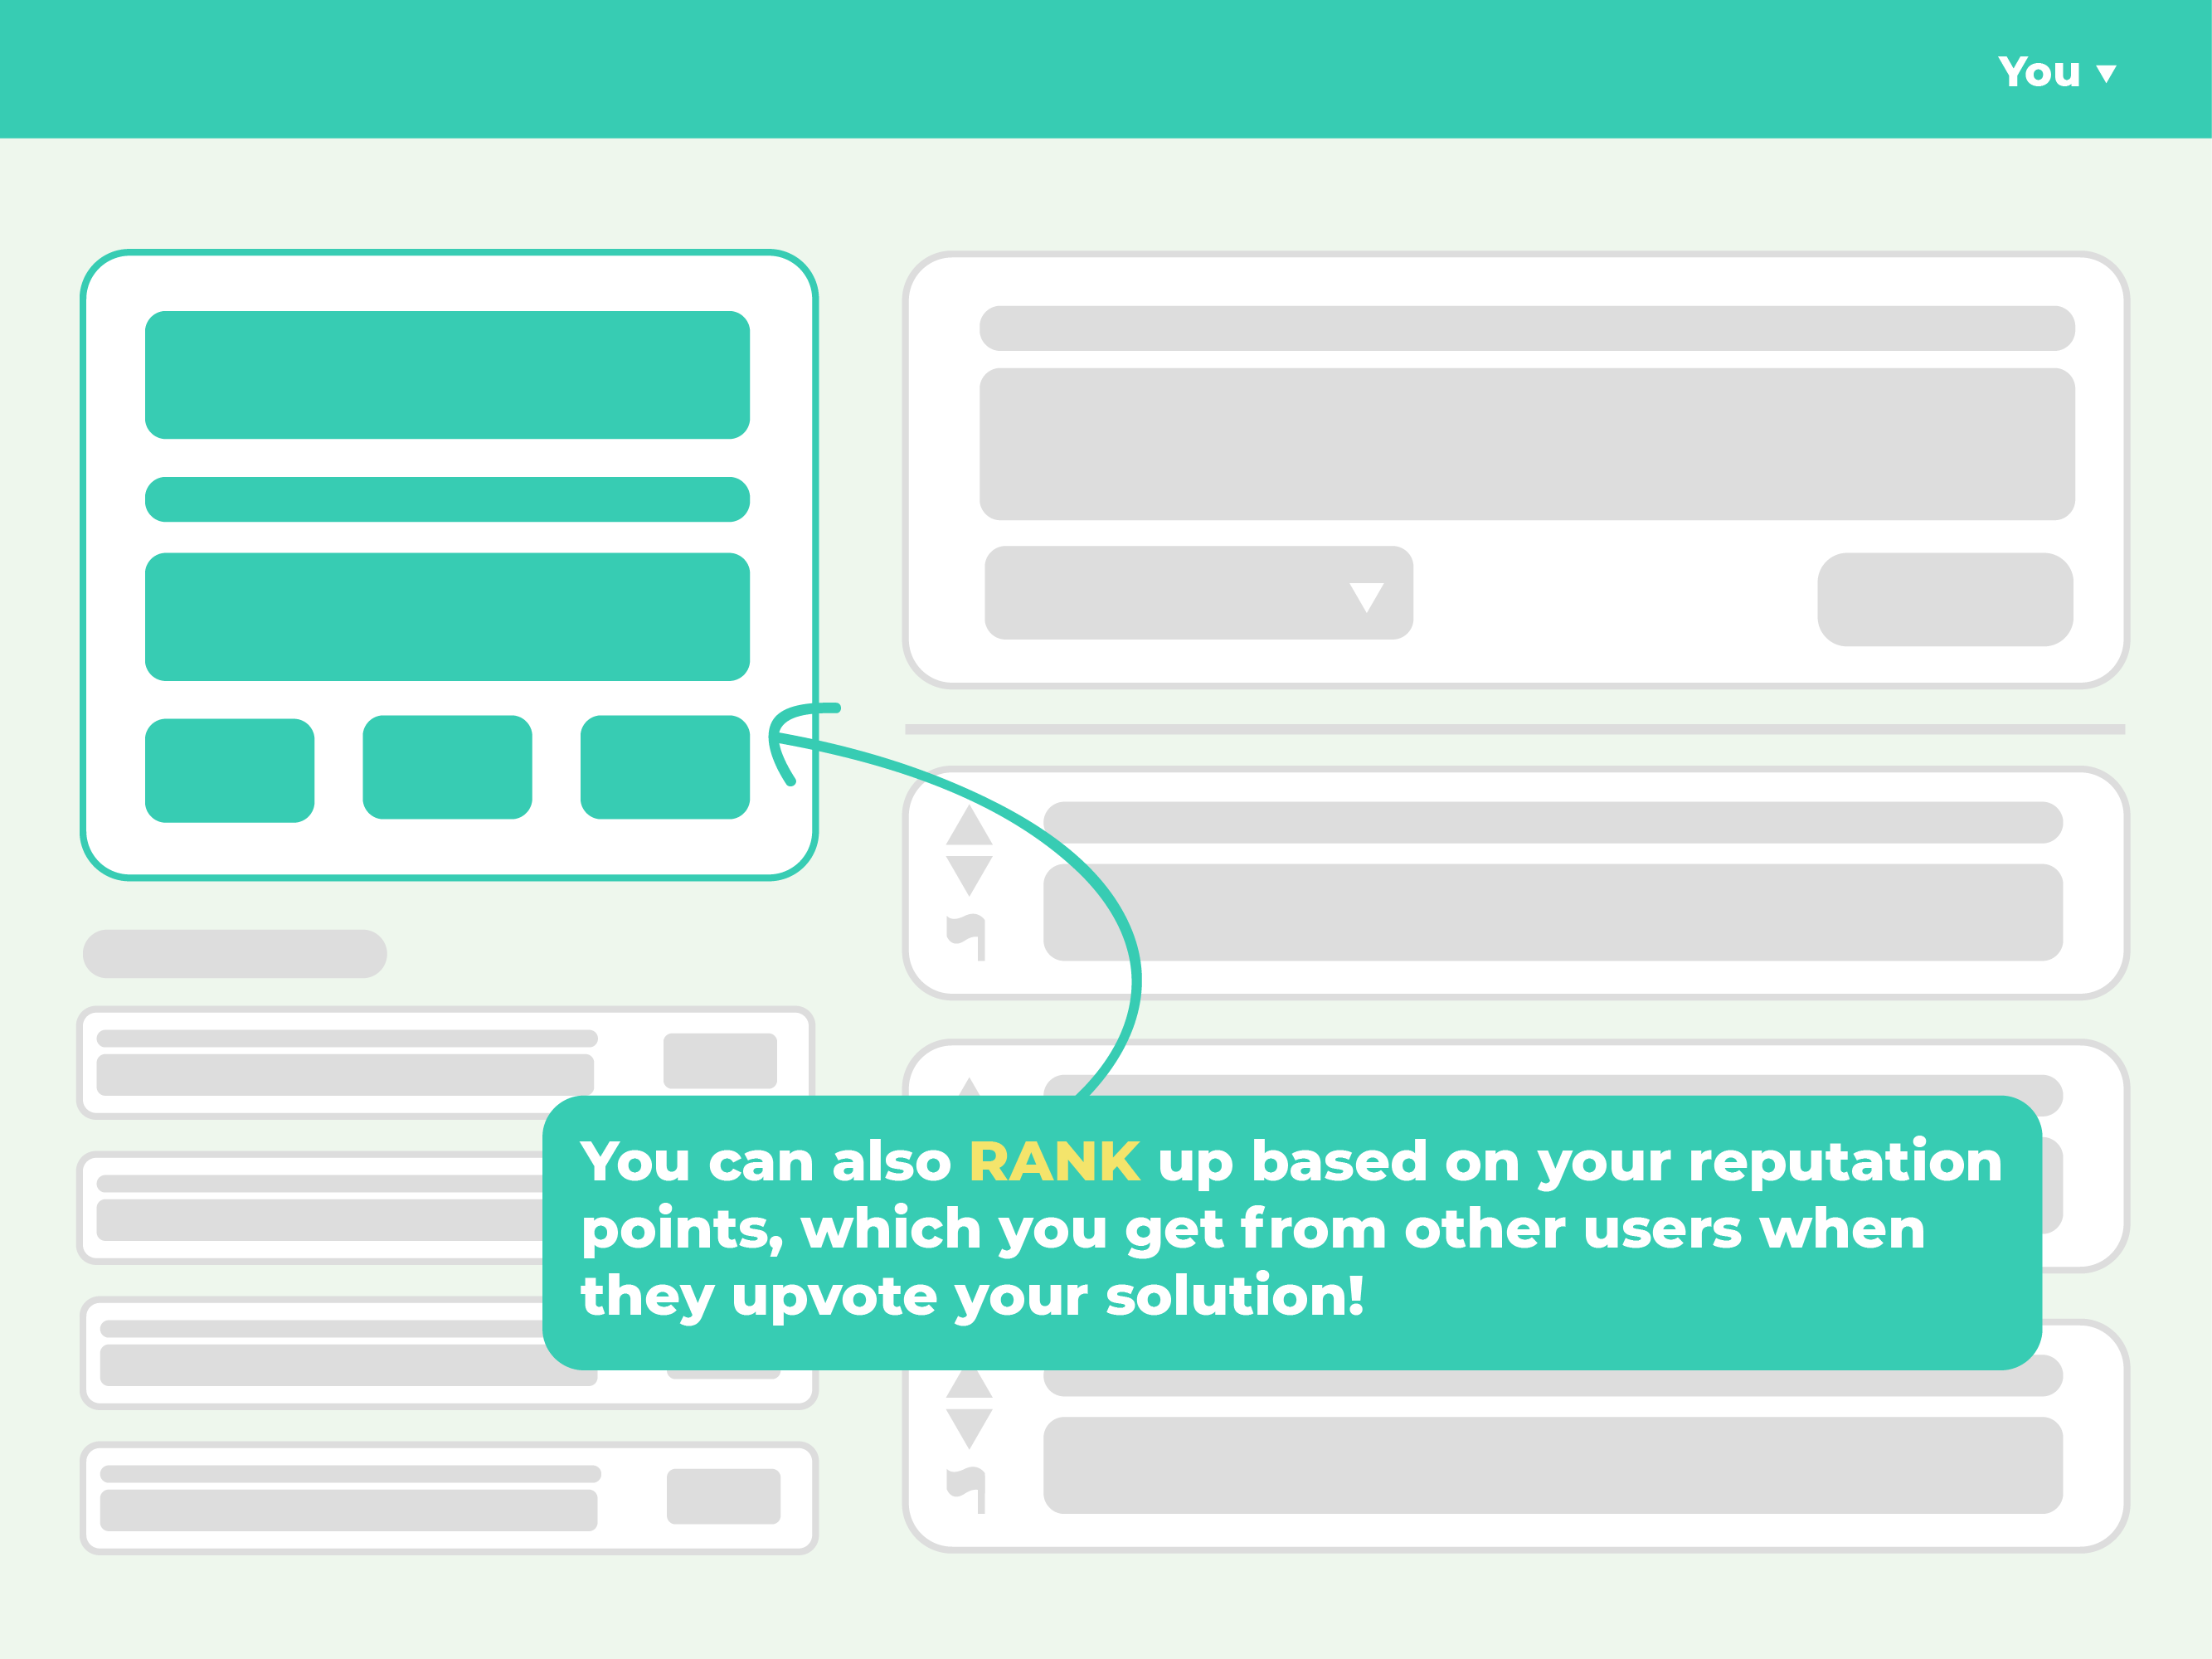 You
You can also RANK up based on your reputation
points, which you get from other users when
they upvote your solution!